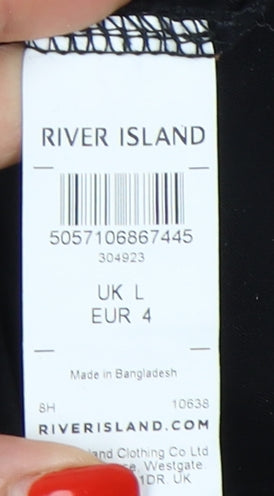 RIVER ISLAND
5057106867445
304923
UK L
EUR 4
Made in Bangladesh
8H 10638
RIVERISLAND.COM
Clothing Co Ltd
Westgate
1DR. UK